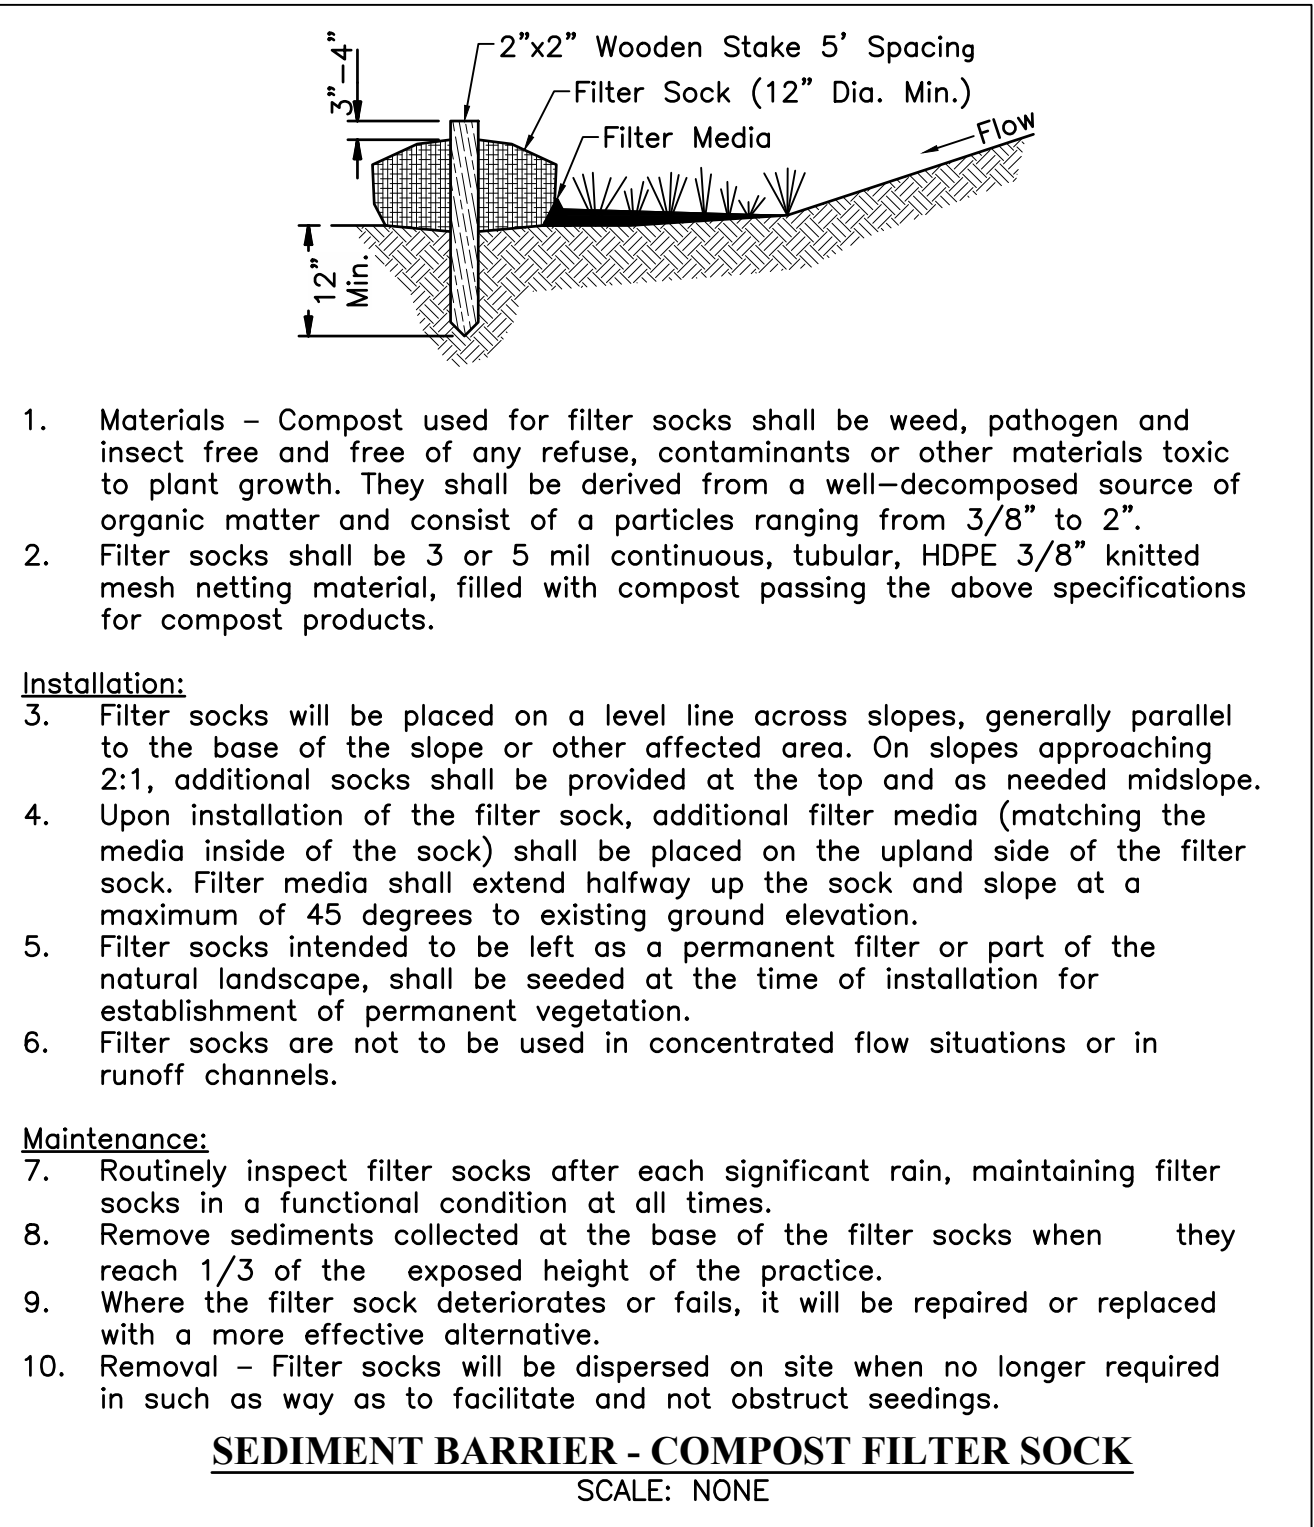 3”–4”
2”x2” Wooden Stake 5’ Spacing
Filter Sock (12” Dia. Min.)
Filter Media
Flow
12”
Min.
1. Materials – Compost used for filter socks shall be weed, pathogen and
insect free and free of any refuse, contaminants or other materials toxic
to plant growth. They shall be derived from a well–decomposed source of
organic matter and consist of a particles ranging from 3/8” to 2”.
2. Filter socks shall be 3 or 5 mil continuous, tubular, HDPE 3/8” knitted
mesh netting material, filled with compost passing the above specifications
for compost products.
Installation:
3. Filter socks will be placed on a level line across slopes, generally parallel
to the base of the slope or other affected area. On slopes approaching
2:1, additional socks shall be provided at the top and as needed midslope.
4. Upon installation of the filter sock, additional filter media (matching the
media inside of the sock) shall be placed on the upland side of the filter
sock. Filter media shall extend halfway up the sock and slope at a
maximum of 45 degrees to existing ground elevation.
5. Filter socks intended to be left as a permanent filter or part of the
natural landscape, shall be seeded at the time of installation for
establishment of permanent vegetation.
6. Filter socks are not to be used in concentrated flow situations or in
runoff channels.
Maintenance:
7. Routinely inspect filter socks after each significant rain, maintaining filter
socks in a functional condition at all times.
8. Remove sediments collected at the base of the filter socks when they
reach 1/3 of the exposed height of the practice.
9. Where the filter sock deteriorates or fails, it will be repaired or replaced
with a more effective alternative.
10. Removal – Filter socks will be dispersed on site when no longer required
in such as way as to facilitate and not obstruct seedings.
SEDIMENT BARRIER - COMPOST FILTER SOCK
SCALE: NONE